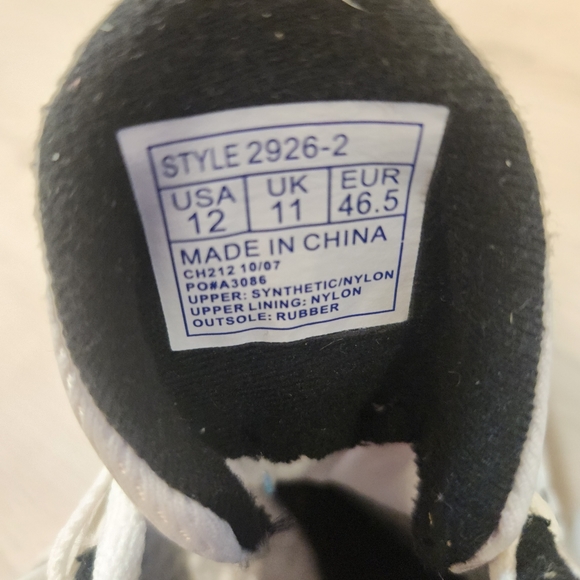 STYLE 2926-2
USA UK EUR
12 11 46.5
MADE IN CHINA
CH212 10/07
PO#A3086
UPPER: SYNTHETIC/NYLON
UPPER LINING: NYLON
OUTSOLE: RUBBER